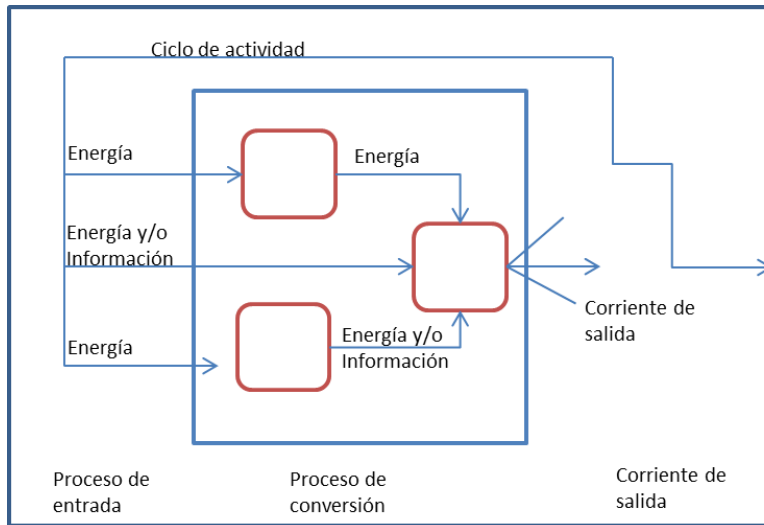 Ciclo de actividad
Energía
Energía
Energía y/o
Información
Energía
Energía y/o
Información
Corriente de
salida
Proceso de
entrada
Proceso de
conversión
Corriente de
salida